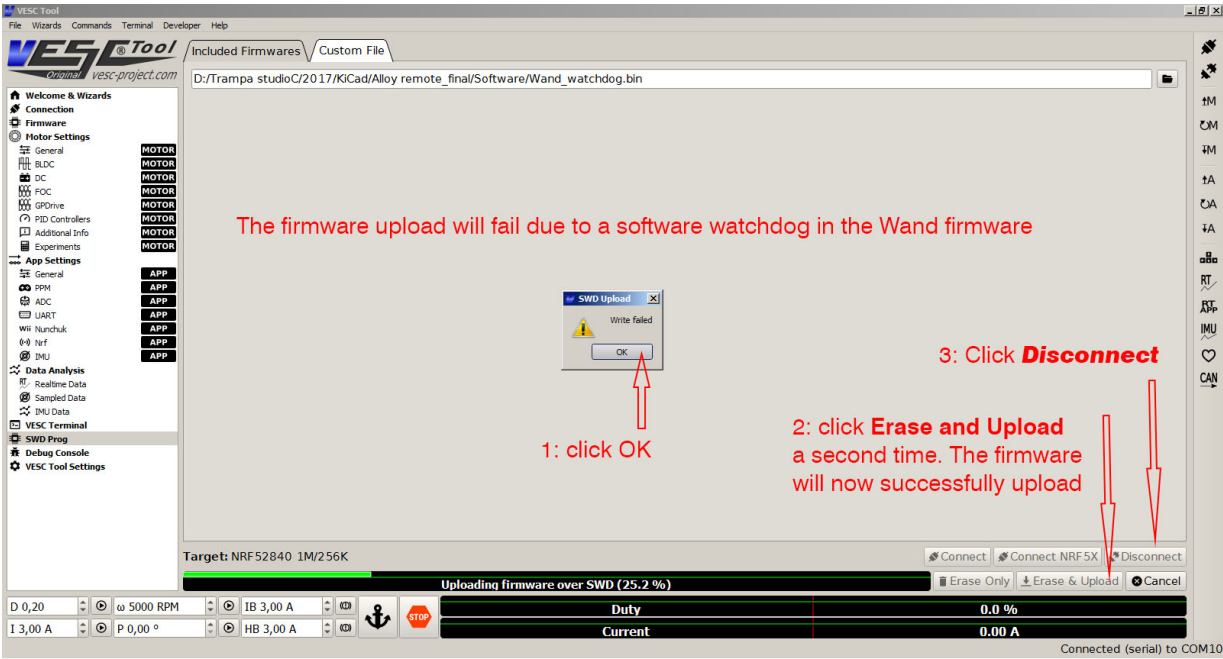 VESC Tool
File Wizards Commands Terminal Developer Help
VESC® Tool
Original vesc-project.com
Included Firmwares
Custom File
D:/Trampa studioC/2017/KiCad/Alloy remote_final/Software/Wand_watchdog.bin
Welcome & Wizards
Connection
Firmware
Motor Settings
General MOTOR
BLDC MOTOR
DC MOTOR
FOC MOTOR
GPDrive MOTOR
PID Controllers MOTOR
Additional Info MOTOR
Experiments MOTOR
App Settings
General APP
PPM APP
ADC APP
UART APP
Wii Nunchuk APP
Nrf APP
IMU APP
Data Analysis
RT Realtime Data
Sampled Data
IMU Data
VESC Terminal
SWD Prog
Debug Console
VESC Tool Settings
The firmware upload will fail due to a software watchdog in the Wand firmware
SWD Upload
Write failed
OK
1: click OK
3: Click Disconnect
2: click Erase and Upload
a second time. The firmware
will now successfully upload
M
M
M
A
A
A
RT
RT
APP
IMU
CAN
Target: NRF52840 1M/256K
Connect Connect NRF5X Disconnect
Uploading firmware over SWD (25.2 %)
Erase Only Erase & Upload Cancel
D 0,20 ω 5000 RPM IB 3,00 A
I 3,00 A P 0,00 ° HB 3,00 A
STOP
Duty 0.0 %
Current 0.00 A
Connected (serial) to COM10